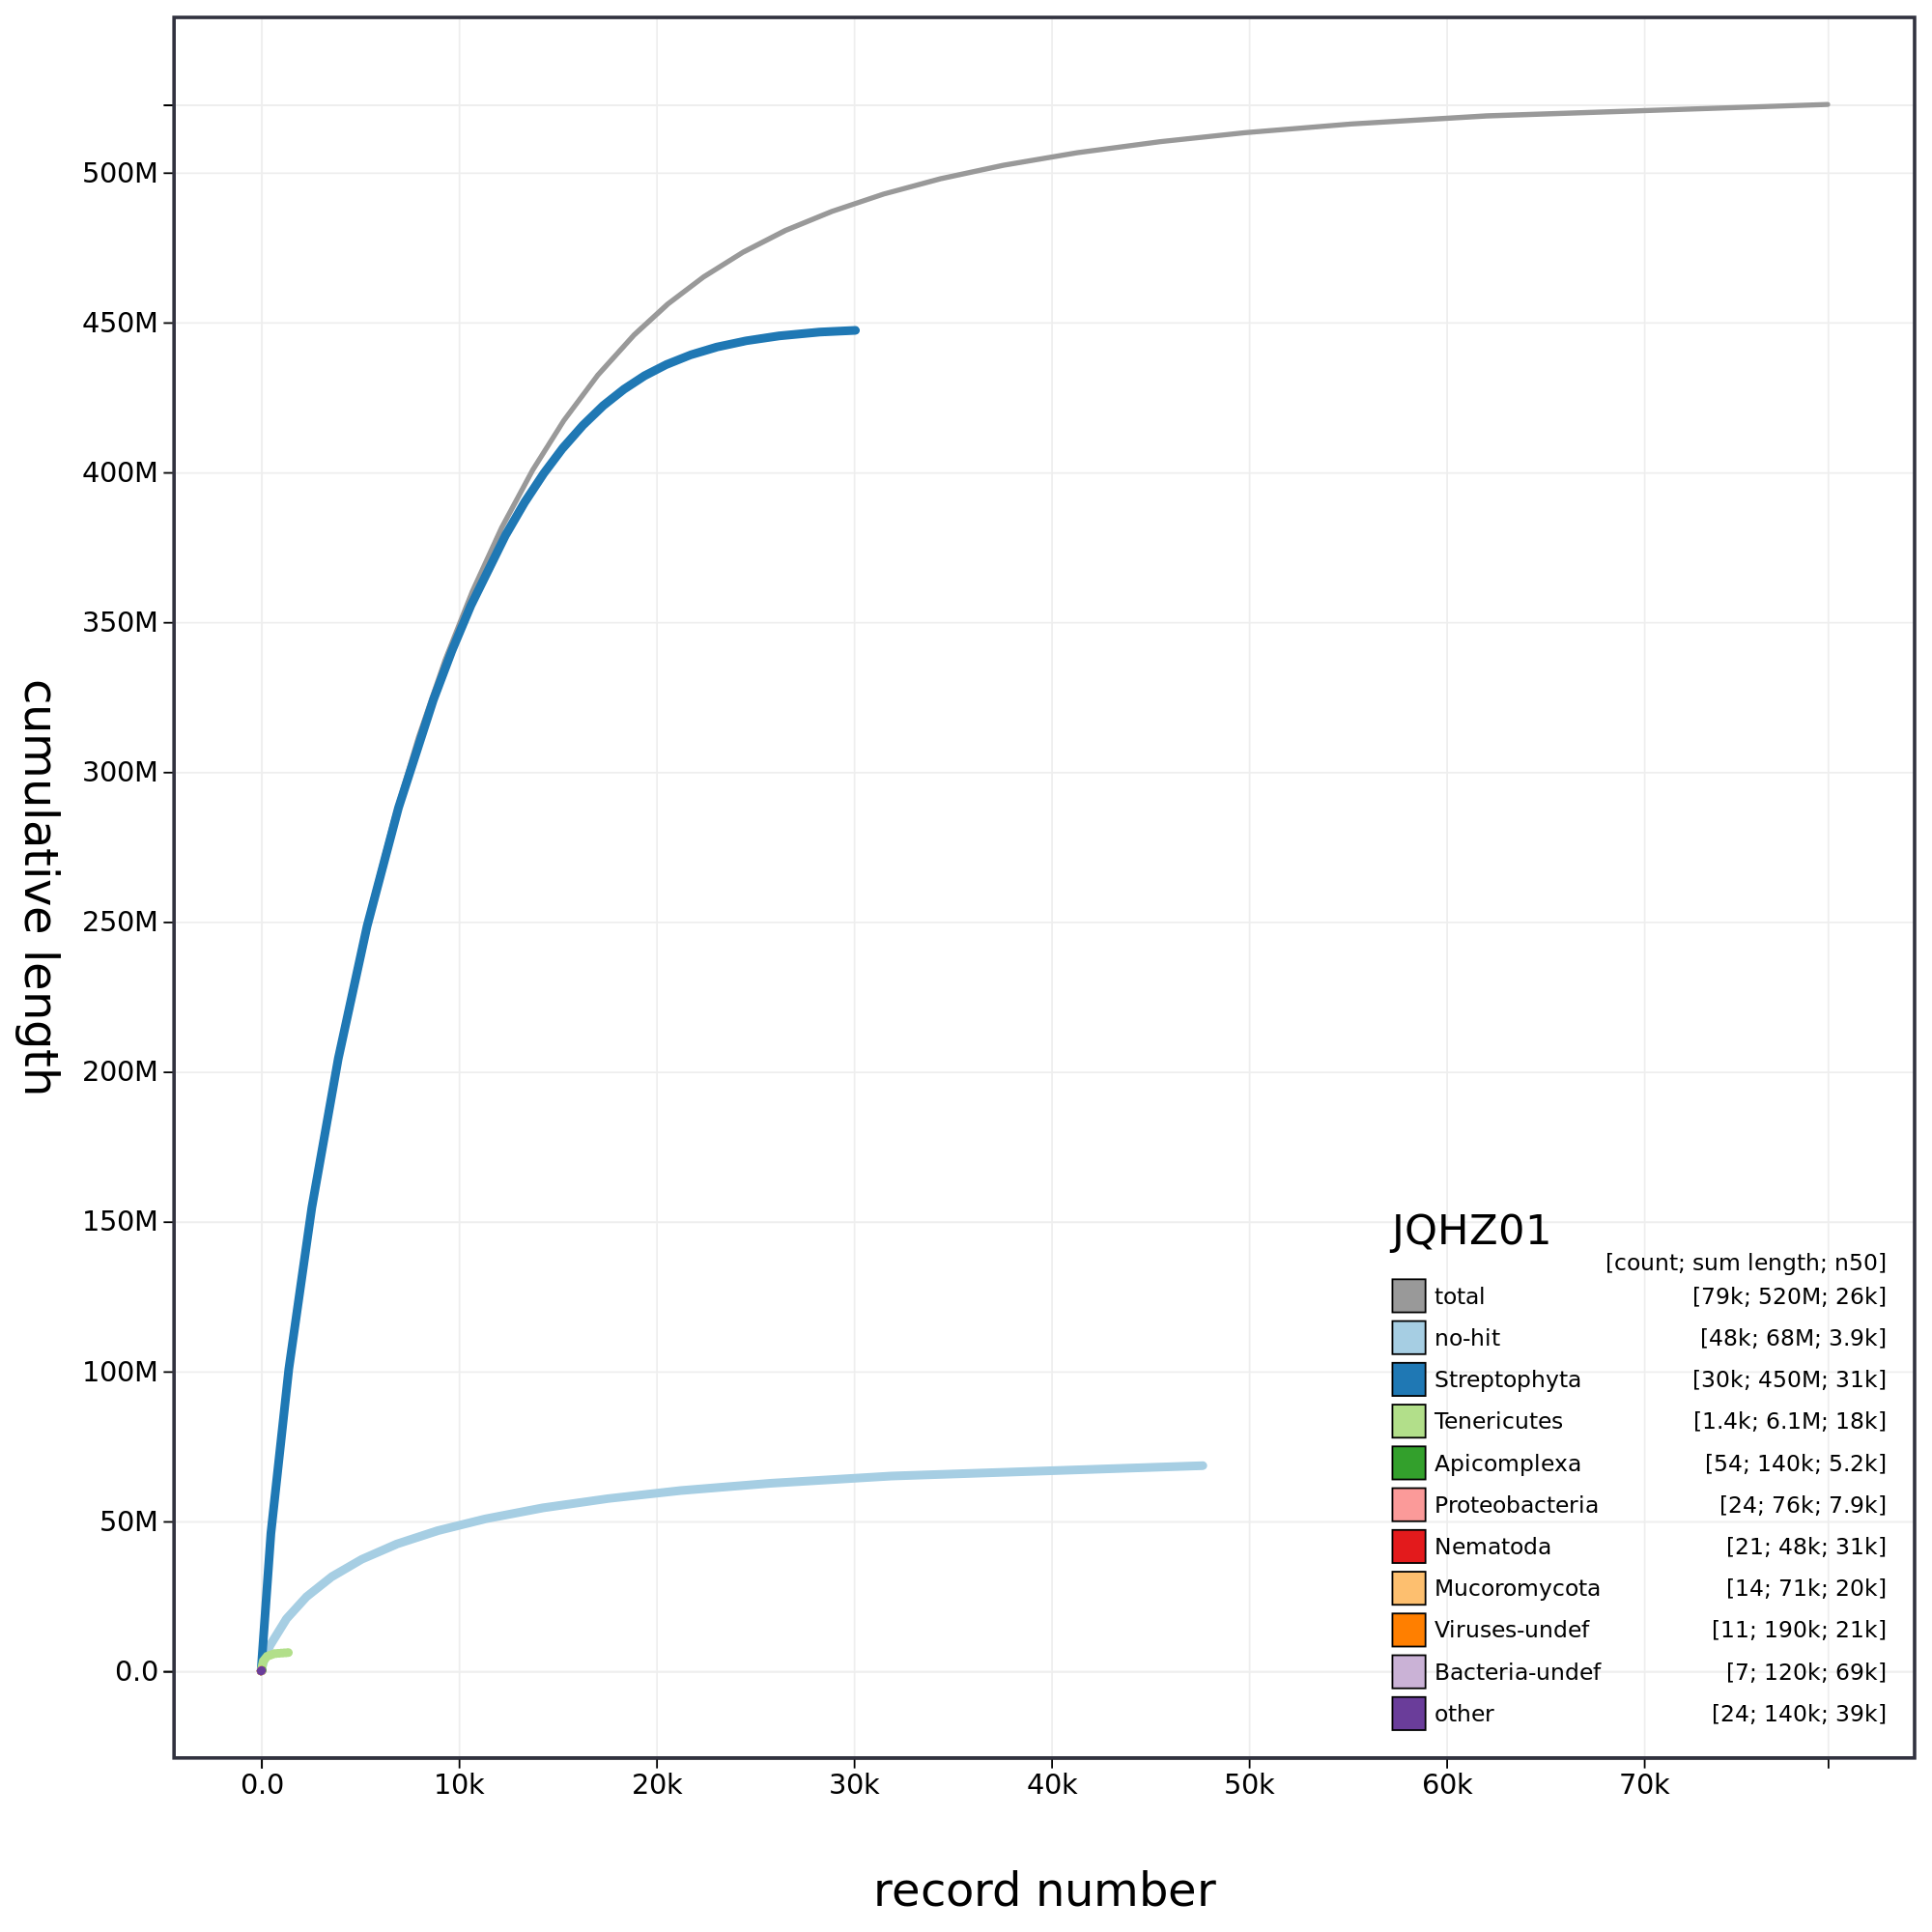 cumulative length
500M
450M
400M
350M
300M
250M
200M
150M
100M
50M
0.0
JQHZ01
[count; sum length; n50]
total [79k; 520M; 26k]
no-hit [48k; 68M; 3.9k]
Streptophyta [30k; 450M; 31k]
Tenericutes [1.4k; 6.1M; 18k]
Apicomplexa [54; 140k; 5.2k]
Proteobacteria [24; 76k; 7.9k]
Nematoda [21; 48k; 31k]
Mucoromycota [14; 71k; 20k]
Viruses-undef [11; 190k; 21k]
Bacteria-undef [7; 120k; 69k]
other [24; 140k; 39k]
0.0 10k 20k 30k 40k 50k 60k 70k
record number